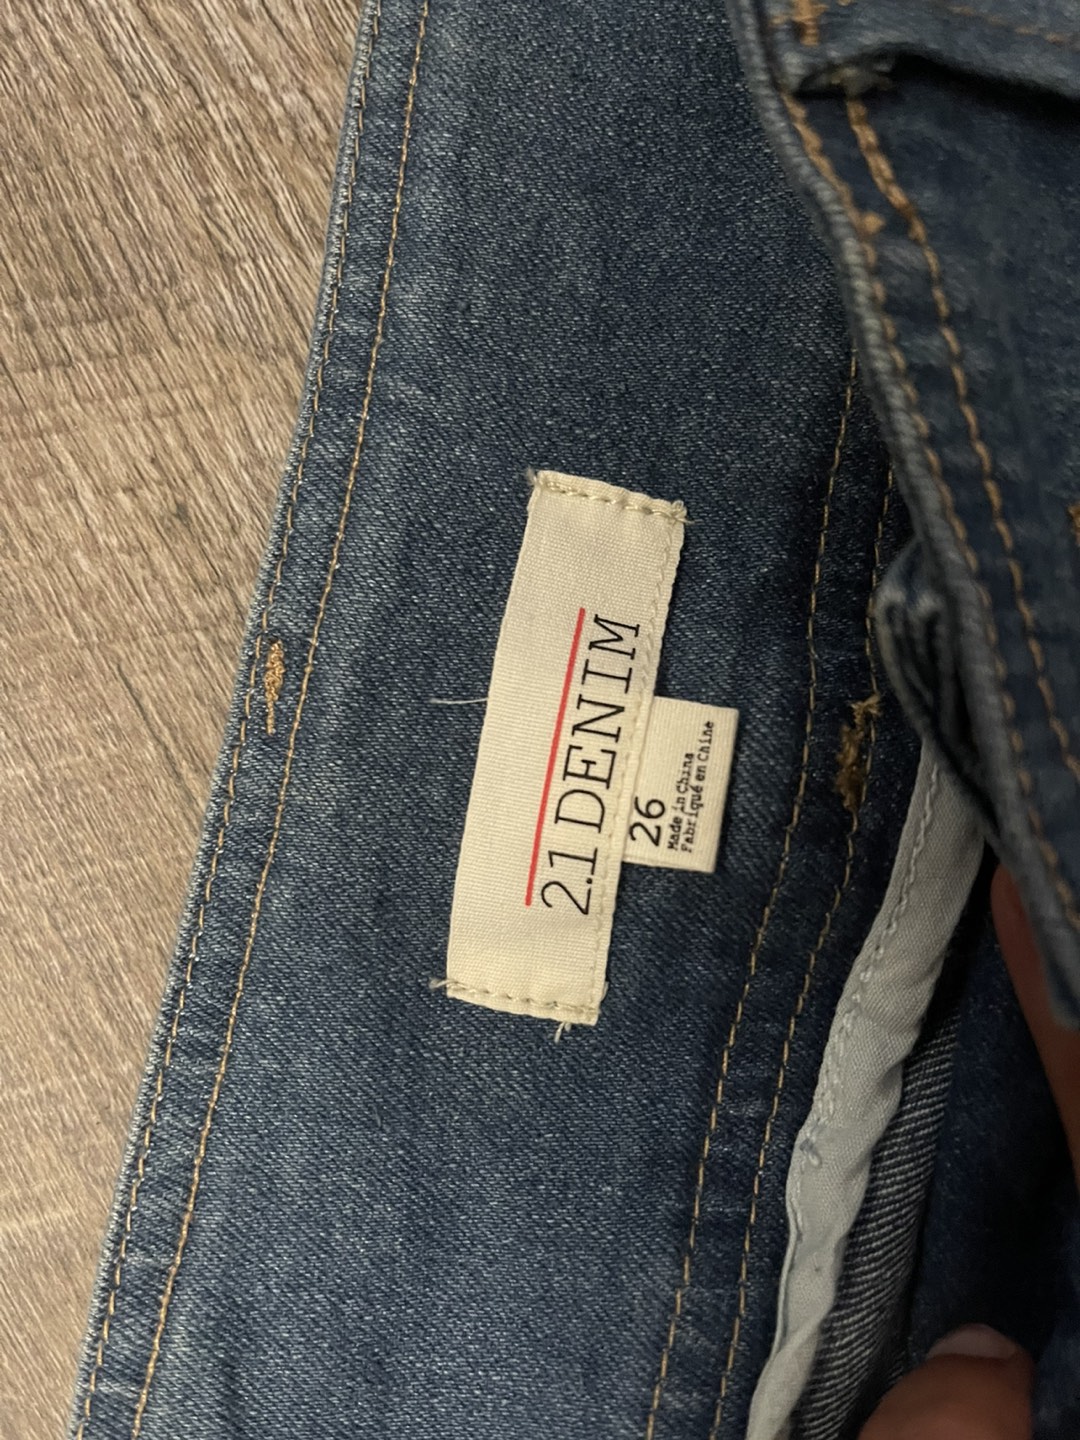 2.1 DENIM
26
Made in China
Fabriqué en Chine